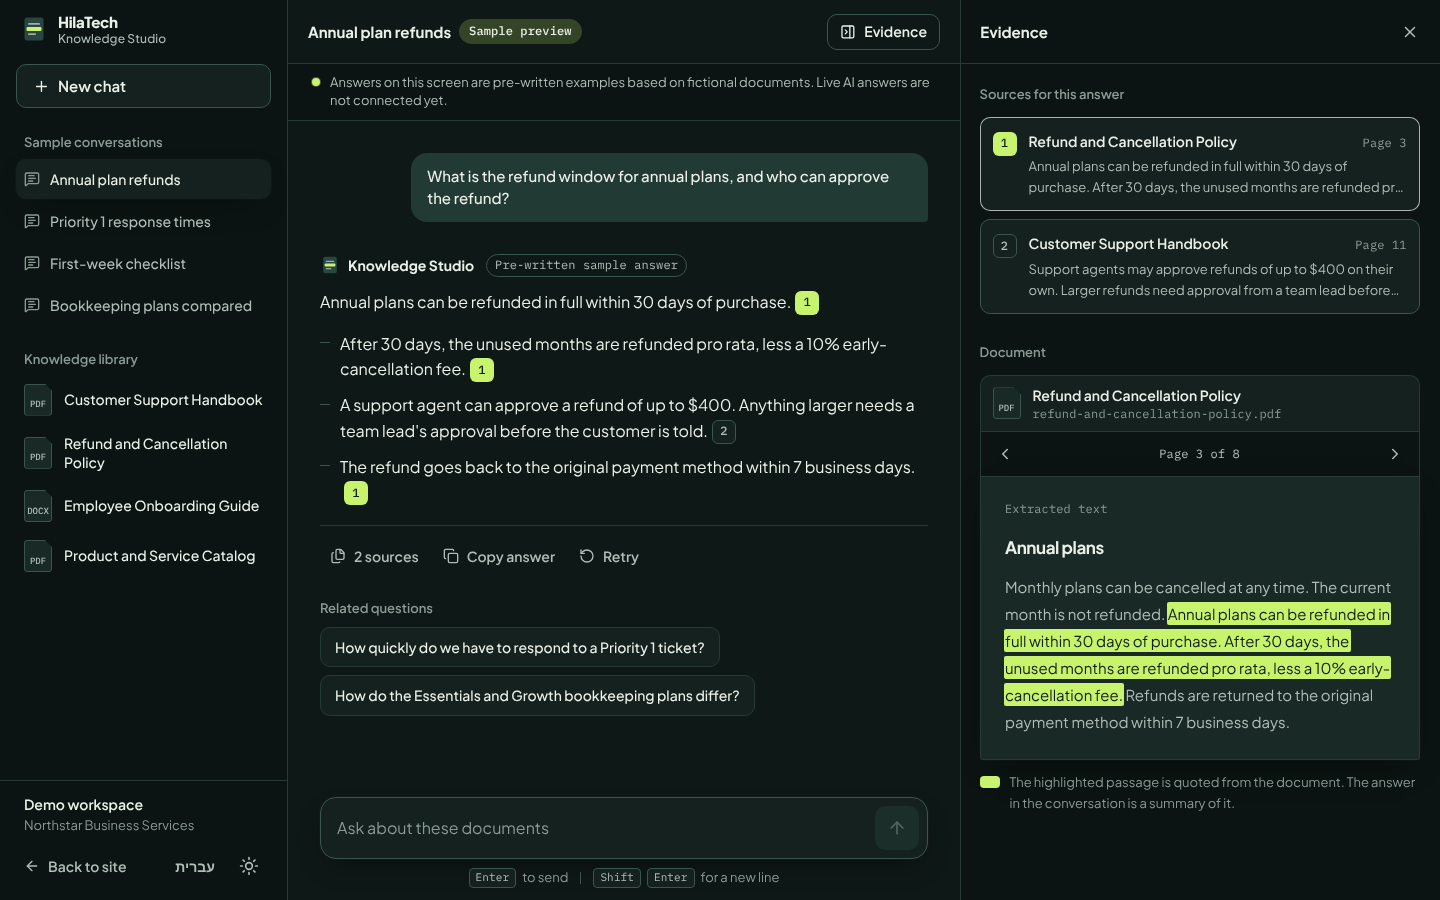 HilaTech
Knowledge Studio
New chat
Sample conversations
Annual plan refunds
Priority 1 response times
First-week checklist
Bookkeeping plans compared
Knowledge library
PDF
Customer Support Handbook
PDF
Refund and Cancellation
Policy
DOCX
Employee Onboarding Guide
PDF
Product and Service Catalog
Demo workspace
Northstar Business Services
Back to site
עברית
Annual plan refunds
Sample preview
Evidence
Answers on this screen are pre-written examples based on fictional documents. Live AI answers are
not connected yet.
What is the refund window for annual plans, and who can approve
the refund?
Knowledge Studio
Pre-written sample answer
Annual plans can be refunded in full within 30 days of purchase. 1
After 30 days, the unused months are refunded pro rata, less a 10% early-
cancellation fee. 1
A support agent can approve a refund of up to $400. Anything larger needs a
team lead's approval before the customer is told. 2
The refund goes back to the original payment method within 7 business days.
1
2 sources
Copy answer
Retry
Related questions
How quickly do we have to respond to a Priority 1 ticket?
How do the Essentials and Growth bookkeeping plans differ?
Ask about these documents
Enter to send | Shift Enter for a new line
Evidence
Sources for this answer
1
Refund and Cancellation Policy
Page 3
Annual plans can be refunded in full within 30 days of
purchase. After 30 days, the unused months are refunded pr…
2
Customer Support Handbook
Page 11
Support agents may approve refunds of up to $400 on their
own. Larger refunds need approval from a team lead before…
Document
PDF
Refund and Cancellation Policy
refund-and-cancellation-policy.pdf
Page 3 of 8
Extracted text
Annual plans
Monthly plans can be cancelled at any time. The current
month is not refunded. Annual plans can be refunded in
full within 30 days of purchase. After 30 days, the
unused months are refunded pro rata, less a 10% early-
cancellation fee. Refunds are returned to the original
payment method within 7 business days.
The highlighted passage is quoted from the document. The answer
in the conversation is a summary of it.